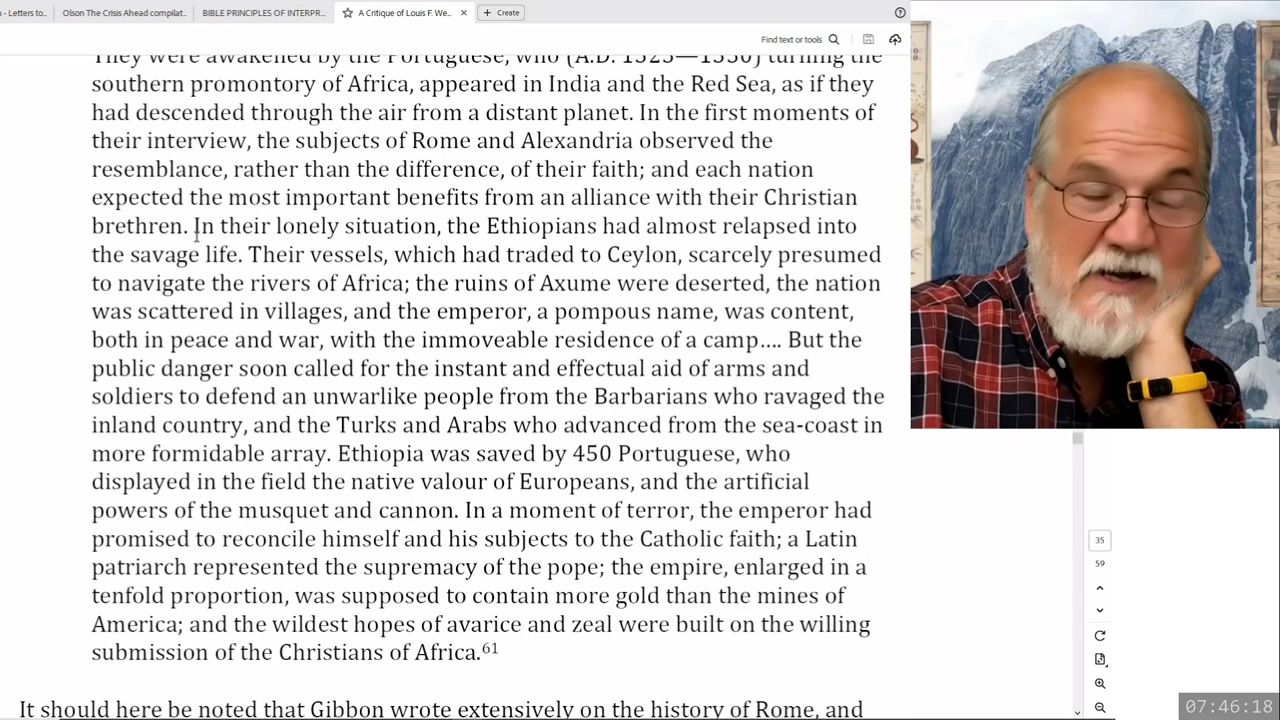 n - Letters to..
Olson The Crisis Ahead compilat..
BIBLE PRINCIPLES OF INTERPR...
A Critique of Louis F. We...
Create
Find text or tools
They were awakened by the Portuguese, who (A.D. 1525—1550) turning the
southern promontory of Africa, appeared in India and the Red Sea, as if they
had descended through the air from a distant planet. In the first moments of
their interview, the subjects of Rome and Alexandria observed the
resemblance, rather than the difference, of their faith; and each nation
expected the most important benefits from an alliance with their Christian
brethren. In their lonely situation, the Ethiopians had almost relapsed into
the savage life. Their vessels, which had traded to Ceylon, scarcely presumed
to navigate the rivers of Africa; the ruins of Axume were deserted, the nation
was scattered in villages, and the emperor, a pompous name, was content,
both in peace and war, with the immoveable residence of a camp…. But the
public danger soon called for the instant and effectual aid of arms and
soldiers to defend an unwarlike people from the Barbarians who ravaged the
inland country, and the Turks and Arabs who advanced from the sea-coast in
more formidable array. Ethiopia was saved by 450 Portuguese, who
displayed in the field the native valour of Europeans, and the artificial
powers of the musquet and cannon. In a moment of terror, the emperor had
promised to reconcile himself and his subjects to the Catholic faith; a Latin
patriarch represented the supremacy of the pope; the empire, enlarged in a
tenfold proportion, was supposed to contain more gold than the mines of
America; and the wildest hopes of avarice and zeal were built on the willing
submission of the Christians of Africa.61
It should here be noted that Gibbon wrote extensively on the history of Rome, and
35
59
07:46:18